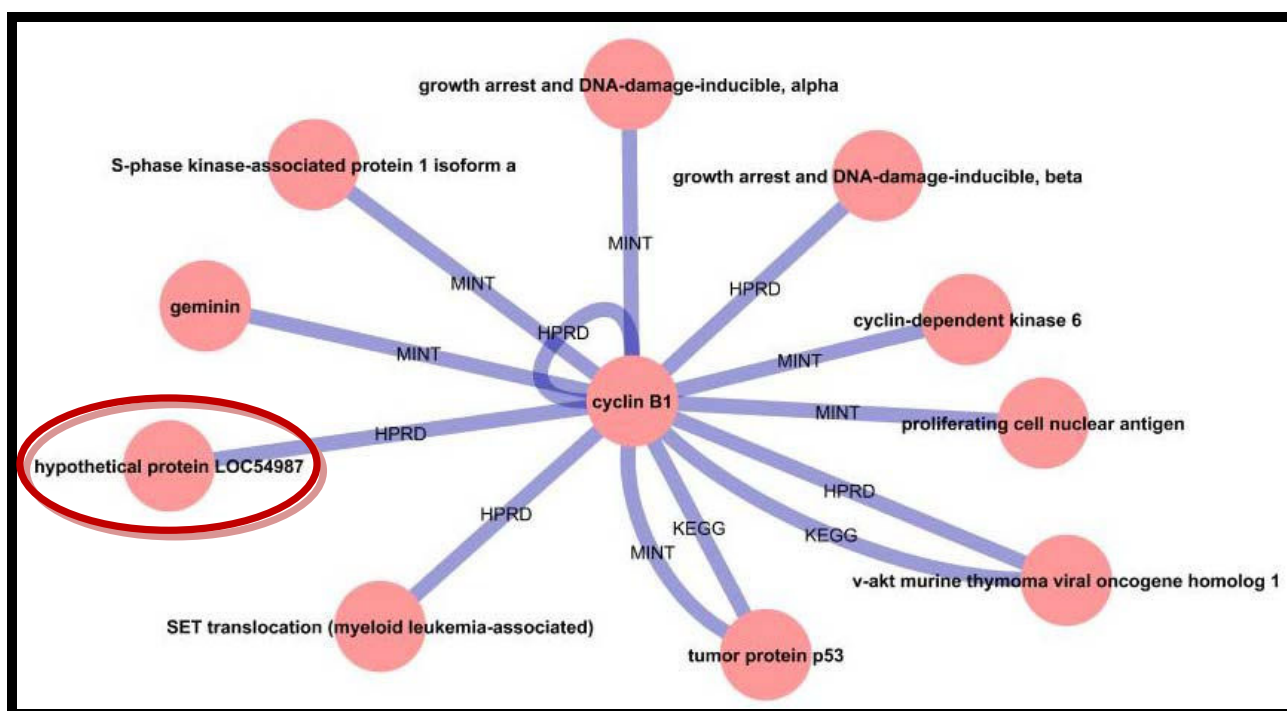 growth arrest and DNA-damage-inducible, alpha
S-phase kinase-associated protein 1 isoform a
growth arrest and DNA-damage-inducible, beta
MINT
MINT
HPRD
geminin
HPRD
cyclin-dependent kinase 6
MINT
MINT
cyclin B1
MINT
proliferating cell nuclear antigen
HPRD
hypothetical protein LOC54987
HPRD
HPRD
KEGG
KEGG
MINT
v-akt murine thymoma viral oncogene homolog 1
SET translocation (myeloid leukemia-associated)
tumor protein p53